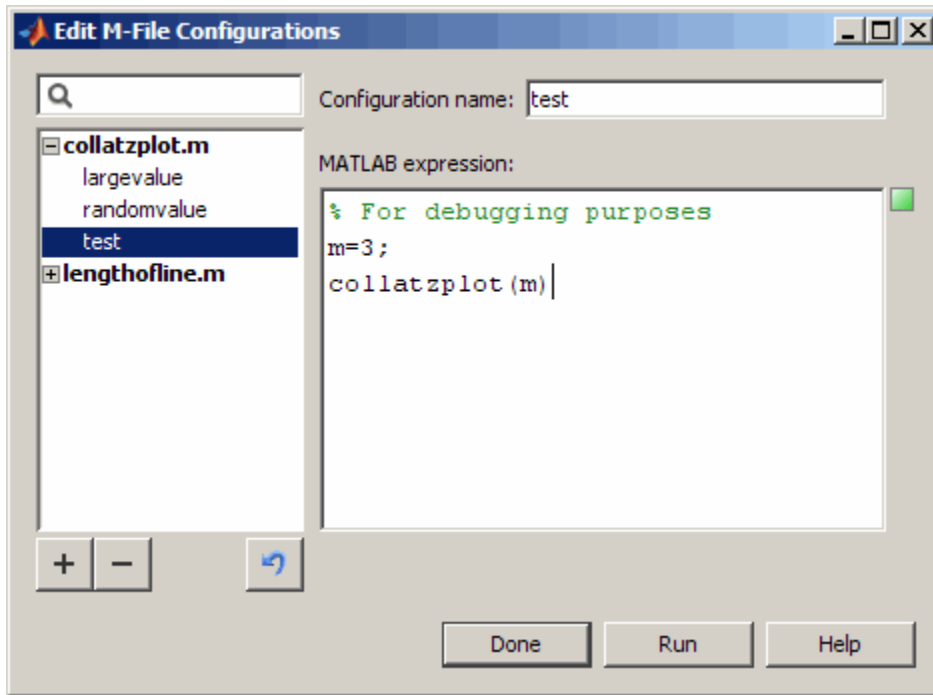 Edit M-File Configurations
Configuration name: test
collatzplot.m
largevalue
randomvalue
test
lengthofline.m
MATLAB expression:
% For debugging purposes
m=3;
collatzplot(m)
Done
Run
Help